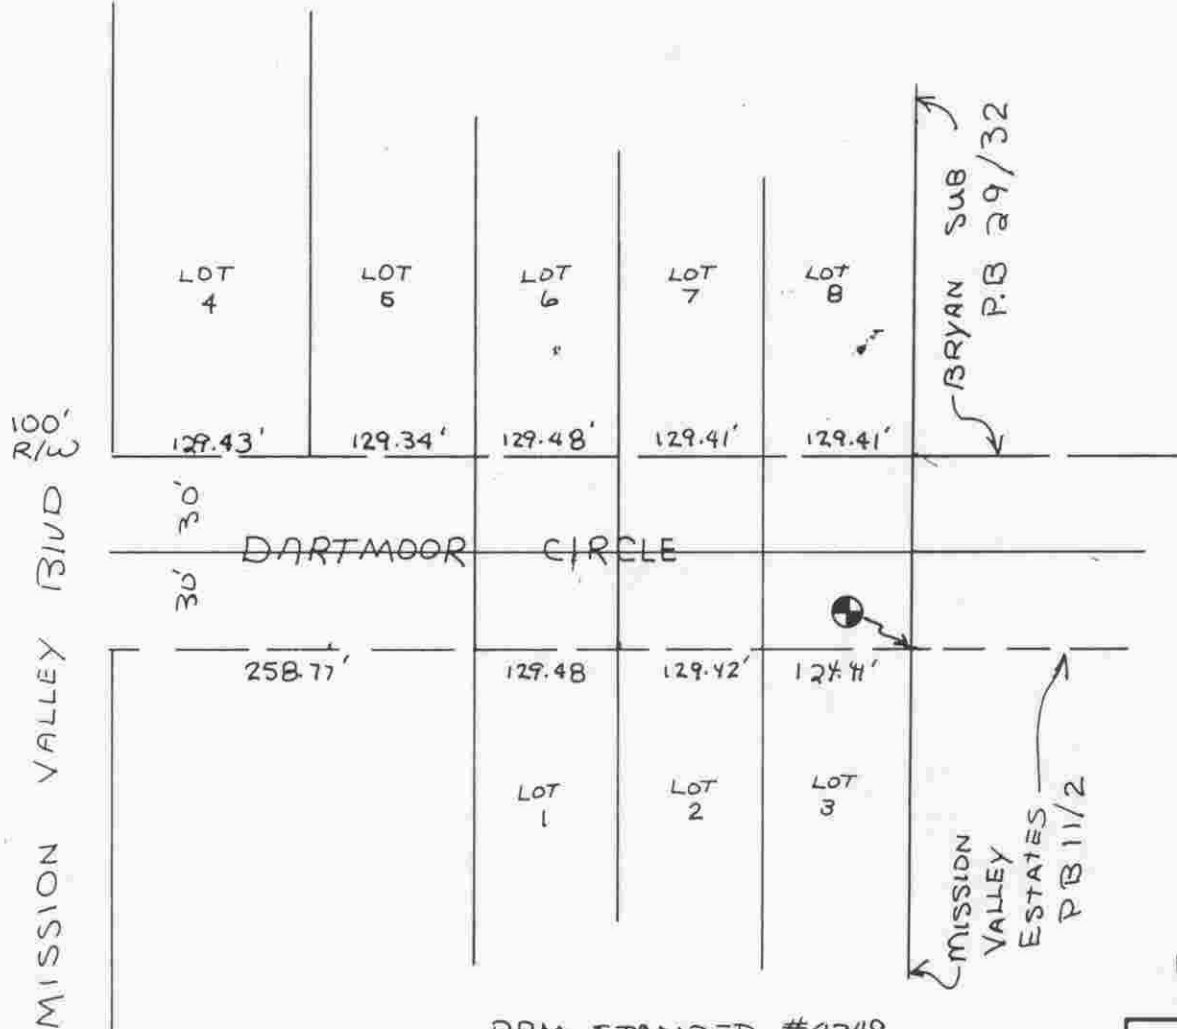 LOT
4
LOT
5
LOT
6
LOT
7
LOT
8
BRYAN SUB
P.B 29/32
100'
R/W
129.43'
129.34'
129.48'
129.41'
129.41'
30'
30'
DARTMOOR CIRCLE
MISSION VALLEY BLVD
258.77'
129.48
129.42'
LOT
1
LOT
2
LOT
3
MISSION
VALLEY
ESTATES
PB 11/2